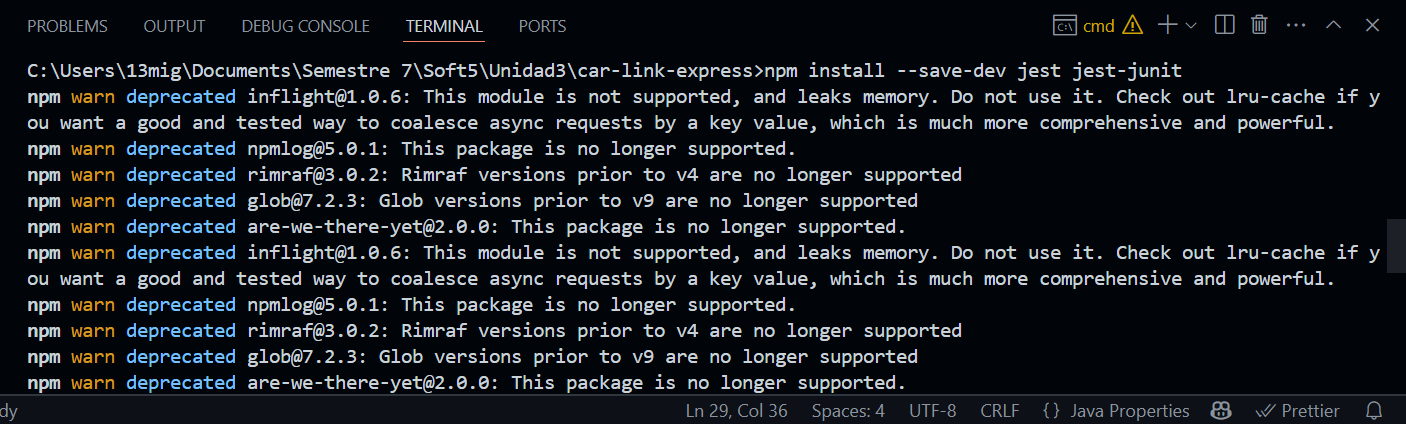 PROBLEMS OUTPUT DEBUG CONSOLE TERMINAL PORTS cmd
C:\Users\13mig\Documents\Semestre 7\Soft5\Unidad3\car-link-express>npm install --save-dev jest jest-junit
npm warn deprecated inflight@1.0.6: This module is not supported, and leaks memory. Do not use it. Check out lru-cache if y
ou want a good and tested way to coalesce async requests by a key value, which is much more comprehensive and powerful.
npm warn deprecated npmlog@5.0.1: This package is no longer supported.
npm warn deprecated rimraf@3.0.2: Rimraf versions prior to v4 are no longer supported
npm warn deprecated glob@7.2.3: Glob versions prior to v9 are no longer supported
npm warn deprecated are-we-there-yet@2.0.0: This package is no longer supported.
npm warn deprecated inflight@1.0.6: This module is not supported, and leaks memory. Do not use it. Check out lru-cache if y
ou want a good and tested way to coalesce async requests by a key value, which is much more comprehensive and powerful.
npm warn deprecated npmlog@5.0.1: This package is no longer supported.
npm warn deprecated rimraf@3.0.2: Rimraf versions prior to v4 are no longer supported
npm warn deprecated glob@7.2.3: Glob versions prior to v9 are no longer supported
npm warn deprecated are-we-there-yet@2.0.0: This package is no longer supported.
dy Ln 29, Col 36 Spaces: 4 UTF-8 CRLF {} Java Properties Prettier